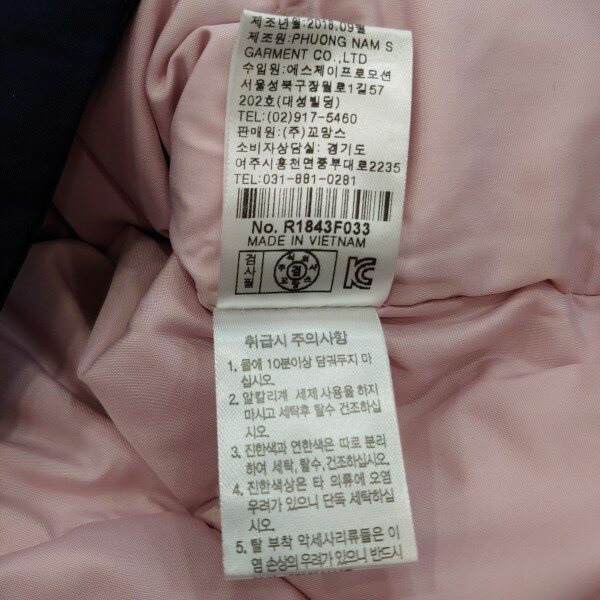 제조년월:2018.09월
제조원:PHUONG NAM S
GARMENT CO.,LTD
수입원:에스제이프로모션
서울성북구장위로1길57
202호(대성빌딩)
TEL:(02)917-5460
판매원:(주)꼬망스
소비자상담실:경기도
여주시흥천면중부대로2235
TEL:031-881-0281
No. R1843F033
MADE IN VIETNAM
검사필
검
취급시 주의사항
1. 물에 10분이상 담궈두지 마
십시오.
2. 알칼리계 세제 사용을 하지
마시고 세탁후 탈수 건조하십
시오.
3. 진한색과 연한색은 따로 분리
하여 세탁, 탈수,건조하십시오.
4. 진한색상은 타 의류에 오염
우려가 있으니 단독 세탁하십
시오.
5. 탈 부착 악세사리류들은 이
염 손상의 우려가 있으니 반드시